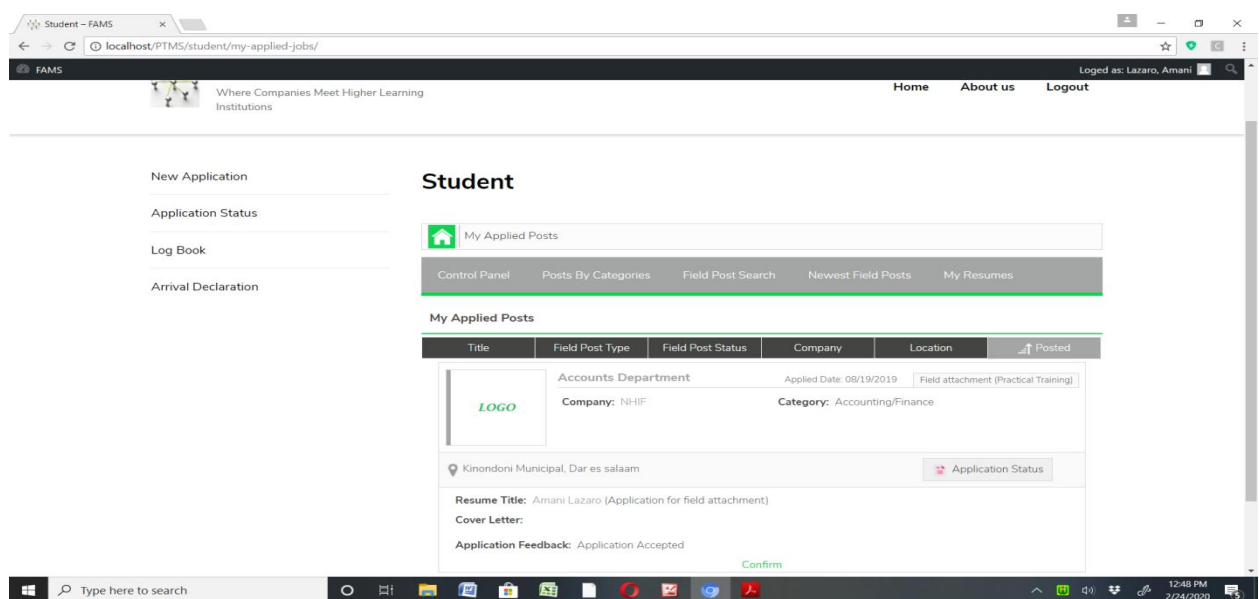 Student – FAMS
localhost/PTMS/student/my-applied-jobs/
FAMS
Loged as: Lazaro, Amani
Where Companies Meet Higher Learning
Institutions
Home About us Logout
New Application
Application Status
Log Book
Arrival Declaration
Student
My Applied Posts
Control Panel Posts By Categories Field Post Search Newest Field Posts My Resumes
My Applied Posts
Title Field Post Type Field Post Status Company Location Posted
LOGO
Accounts Department Applied Date: 08/19/2019 Field attachment (Practical Training)
Company: NHIF Category: Accounting/Finance
Kinondoni Municipal, Dar es salaam Application Status
Resume Title: Amani Lazaro (Application for field attachment)
Cover Letter:
Application Feedback: Application Accepted
Confirm
Type here to search
12:48 PM
2/24/2020